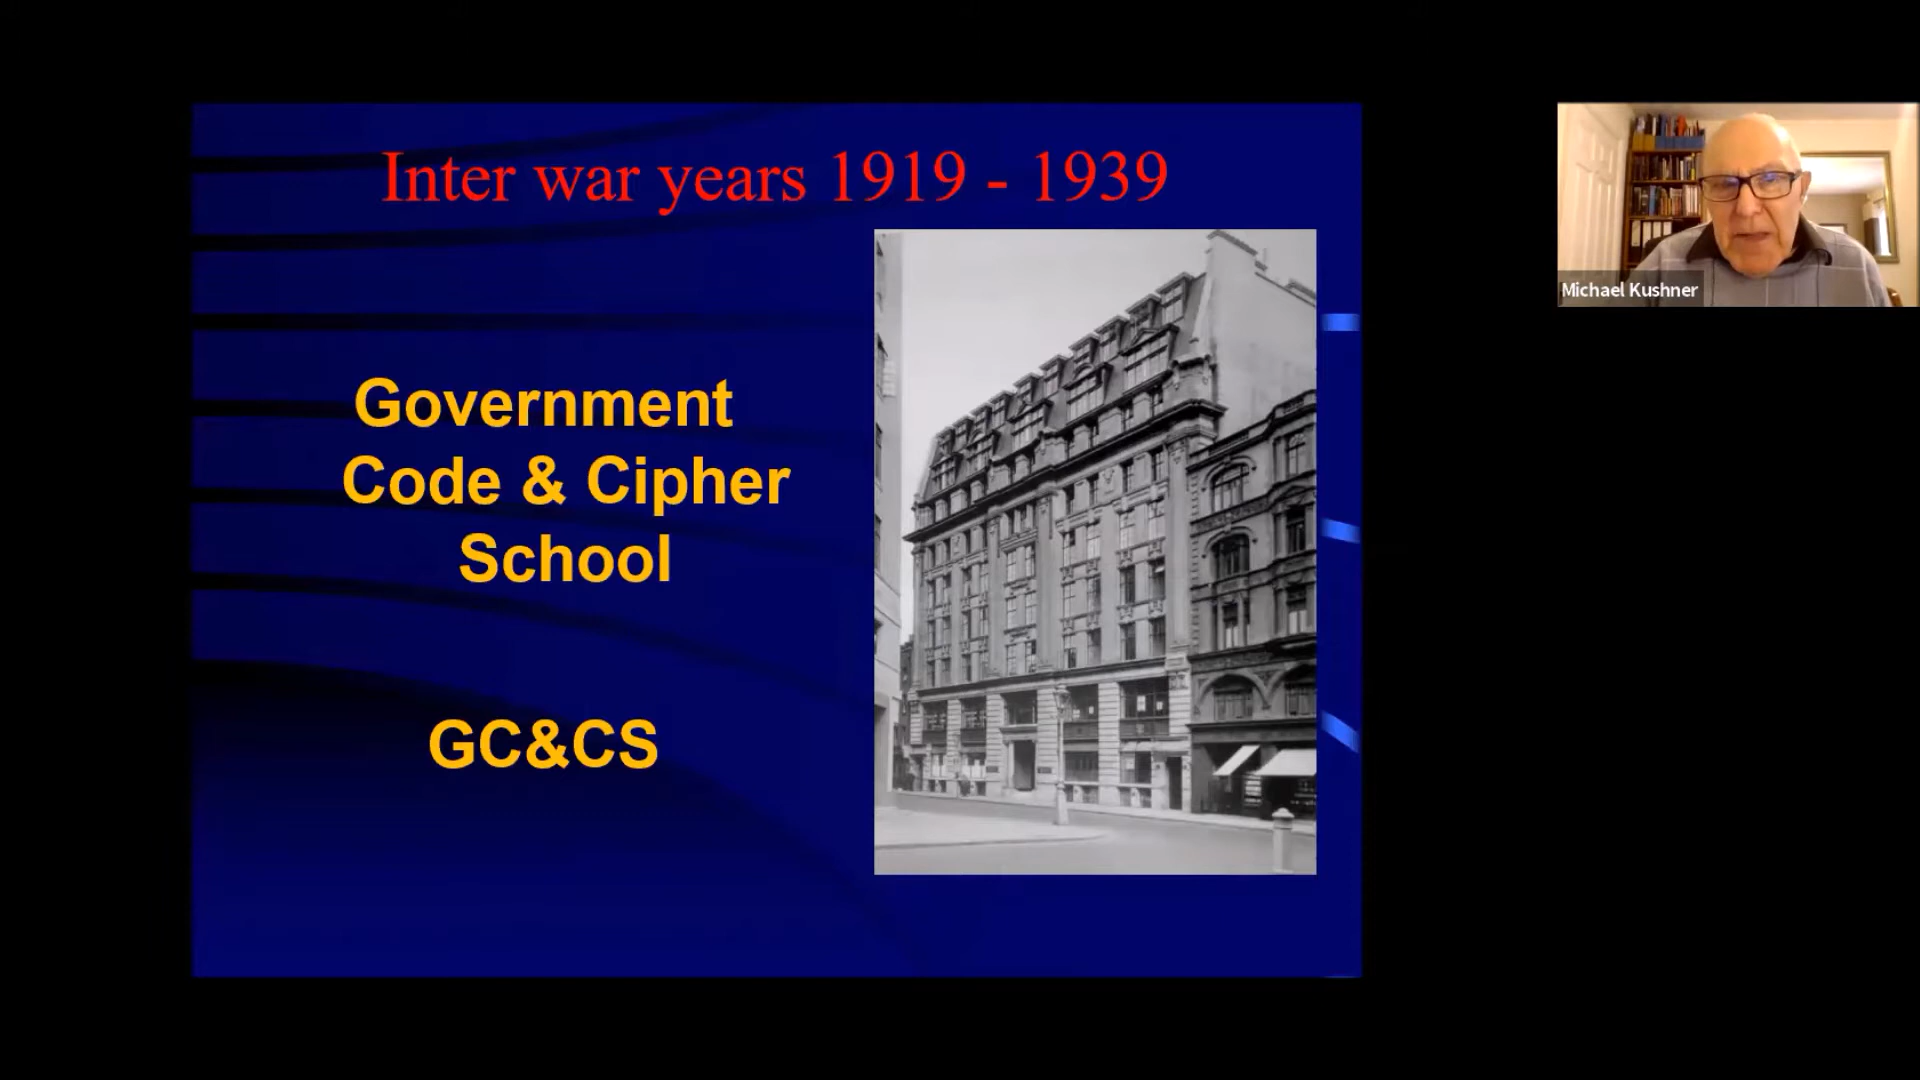 Inter war years 1919 - 1939
Government
Code & Cipher
School
GC&CS
Michael Kushner